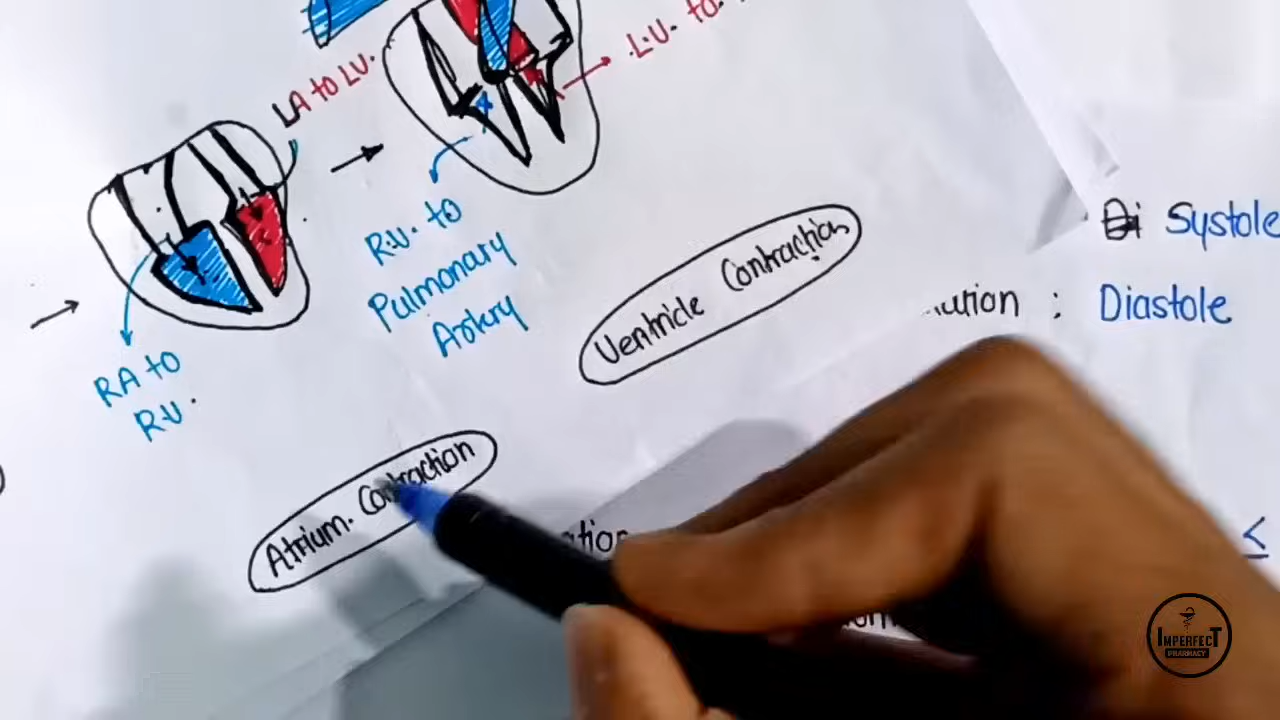 LA to LV.
L.V. to
R.V. to
Pulmonary
Artery
RA to
R.V.
Ventricle Contraction
Atrium. Contraction
Systole
: Diastole
<
IMPERFECT
PHARMACY